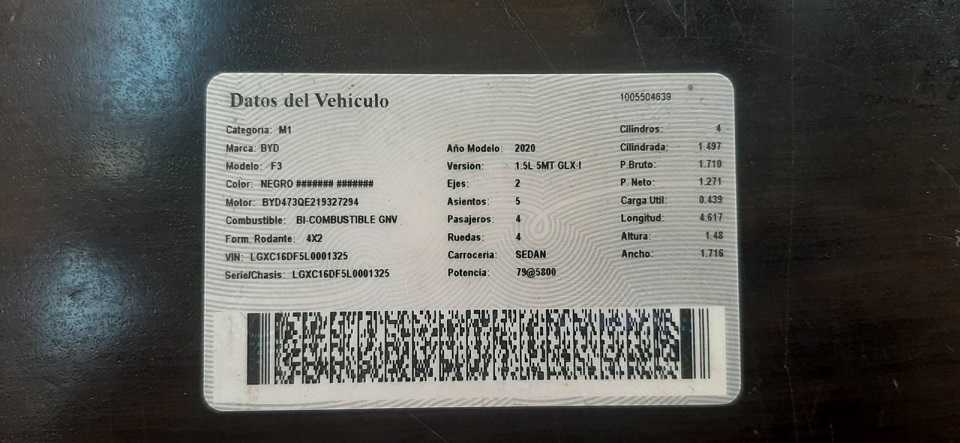 Datos del Vehiculo
1005504639
Categoria: M1
Cilindros: 4
Marca: BYD
Año Modelo: 2020
Cilindrada: 1.497
Modelo: F3
Version: 1.5L 5MT GLX-I
P.Bruto: 1.710
Color: NEGRO ####### #######
Ejes: 2
P. Neto: 1.271
Motor: BYD473QE219327294
Asientos: 5
Carga Util: 0.439
Combustible: BI-COMBUSTIBLE GNV
Pasajeros: 4
Longitud: 4.617
Form. Rodante: 4X2
Ruedas: 4
Altura: 1.48
VIN: LGXC16DF5L0001325
Carroceria: SEDAN
Ancho: 1.716
Serie/Chasis: LGXC16DF5L0001325
Potencia: 79@5800